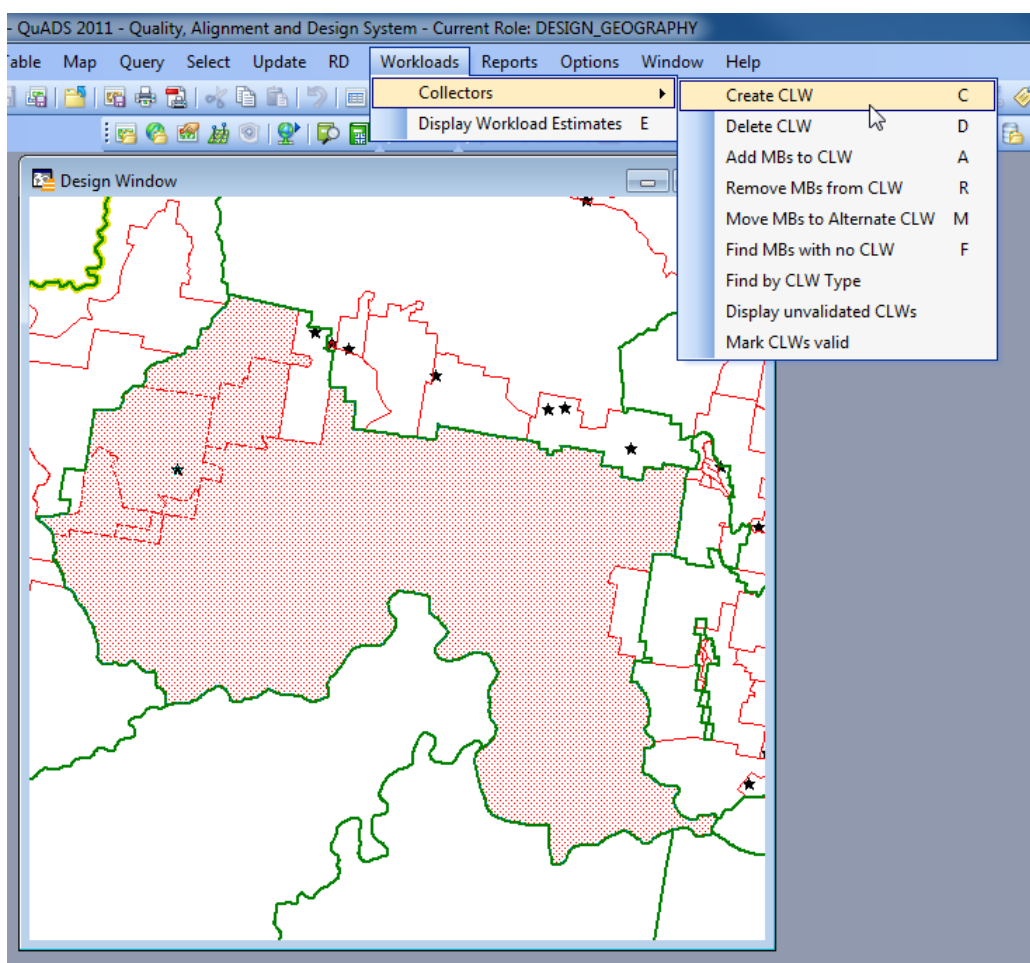 - QuADS 2011 - Quality, Alignment and Design System - Current Role: DESIGN_GEOGRAPHY
Table Map Query Select Update RD Workloads Reports Options Window Help
Collectors
Display Workload Estimates E
Create CLW C
Delete CLW D
Add MBs to CLW A
Remove MBs from CLW R
Move MBs to Alternate CLW M
Find MBs with no CLW F
Find by CLW Type
Display unvalidated CLWs
Mark CLWs valid
Design Window